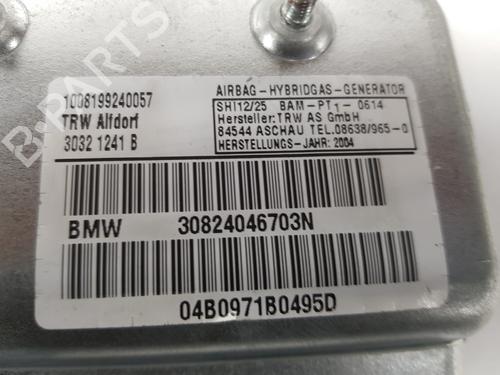 1008199240057
TRW Alfdorf
3032 1241 B
AIRBAG-HYBRIDGAS-GENERATOR
SHI12/25 BAM-PT1-0614
Hersteller:TRW AS GmbH
84544 ASCHAU TEL.08638/965-0
HERSTELLUNGS-JAHR: 2004
BMW 30824046703N
04B0971B0495D
B-Parts